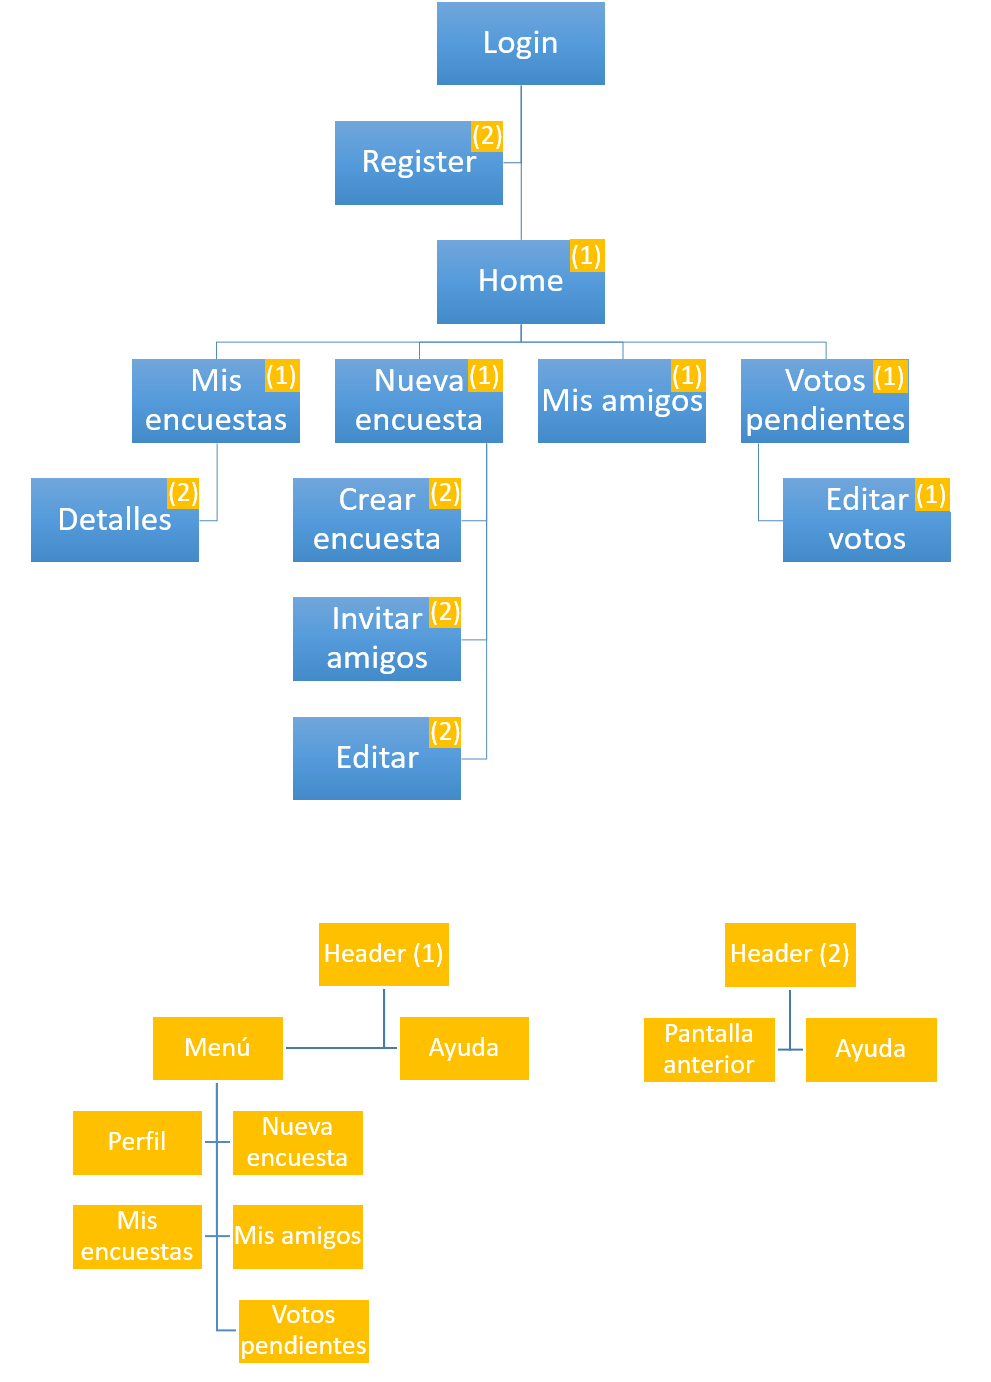 Login
(2)
Register
(1)
Home
Mis (1)
encuestas
Nueva (1)
encuesta
(1)
Mis amigos
Votos (1)
pendientes
(2)
Detalles
Crear (2)
encuesta
Editar (1)
votos
Invitar (2)
amigos
(2)
Editar
Header (1)
Header (2)
Menú
Ayuda
Pantalla
anterior
Ayuda
Perfil
Nueva
encuesta
Mis
encuestas
Mis amigos
Votos
pendientes